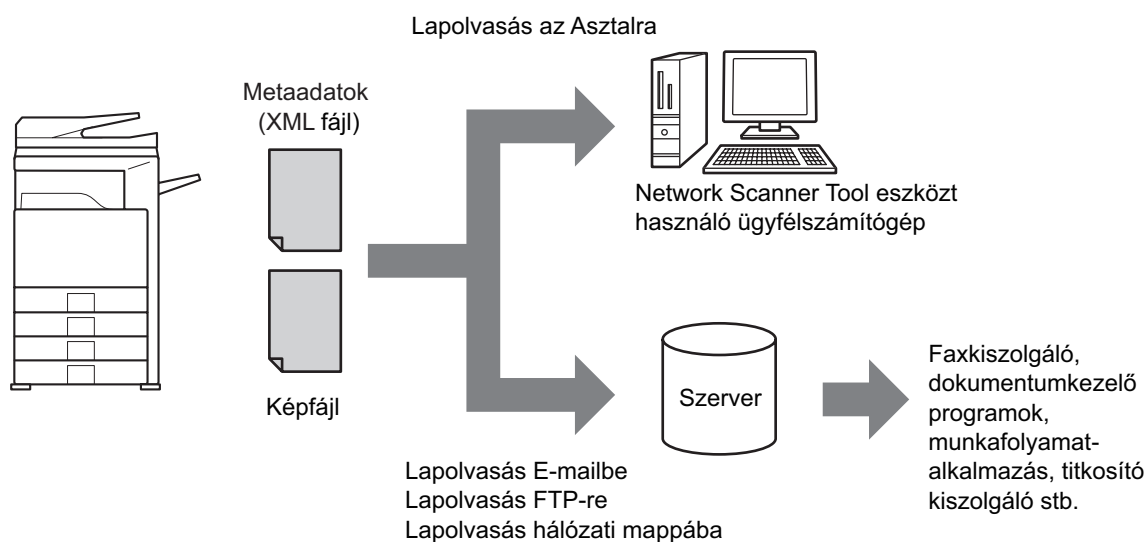 Lapolvasás az Asztalra
Metaadatok
(XML fájl)
Network Scanner Tool eszközt
használó ügyfélszámítógép
Képfájl
Szerver
Faxkiszolgáló,
dokumentumkezelő
programok,
munkafolyamat-
alkalmazás, titkosító
kiszolgáló stb.
Lapolvasás E-mailbe
Lapolvasás FTP-re
Lapolvasás hálózati mappába